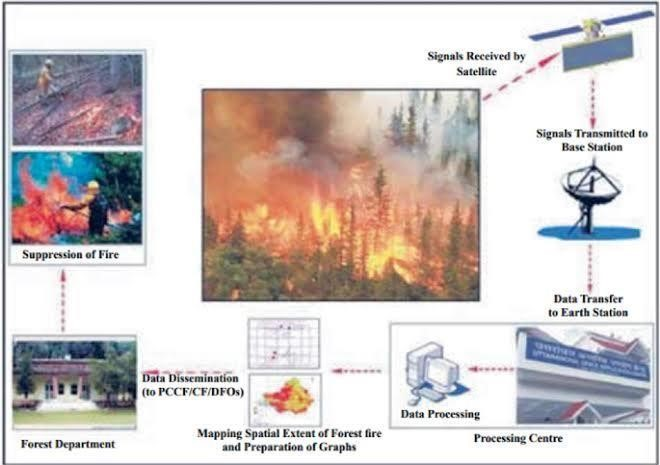 Signals Received by
Satellite
Signals Transmitted to
Base Station
Suppression of Fire
Data Transfer
to Earth Station
Data Dissemination
(to PCCF/CF/DFOs)
Data Processing
Forest Department
Mapping Spatial Extent of Forest fire
and Preparation of Graphs
Processing Centre